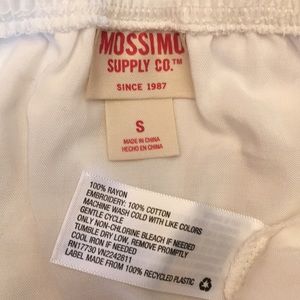 MOSSIMO
SUPPLY CO.™
SINCE 1987
S
MADE IN CHINA
HECHO EN CHINA
100% RAYON
EMBROIDERY: 100% COTTON
MACHINE WASH COLD WITH LIKE COLORS
GENTLE CYCLE
ONLY NON-CHLORINE BLEACH IF NEEDED
TUMBLE DRY LOW, REMOVE PROMPTLY
COOL IRON IF NEEDED
RN17730 VN2242811
LABEL MADE FROM 100% RECYCLED PLASTIC